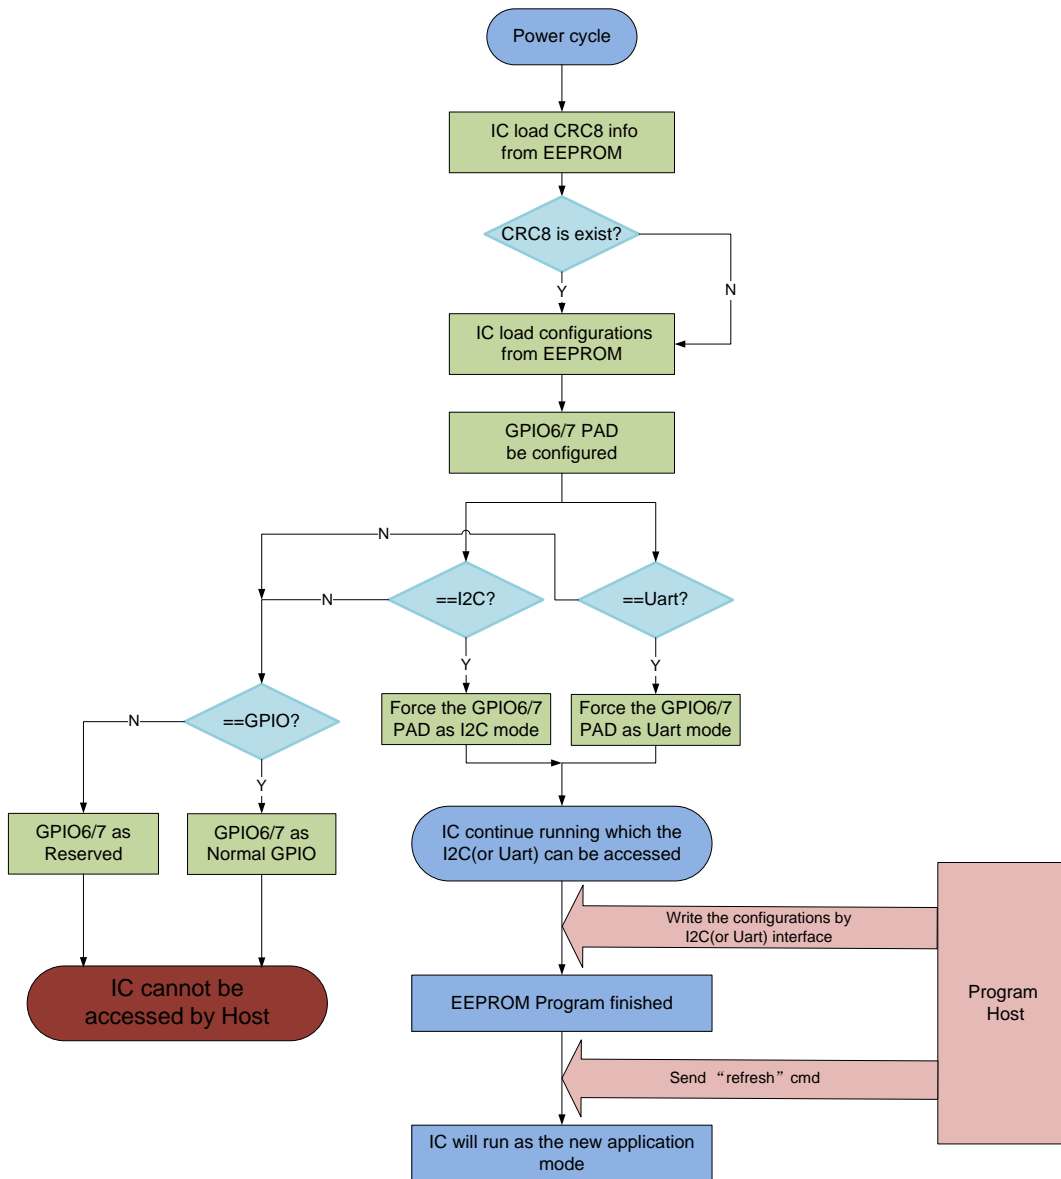 Power cycle
IC load CRC8 info
from EEPROM
CRC8 is exist?
Y
N
IC load configurations
from EEPROM
GPIO6/7 PAD
be configured
N
N
==I2C?
==Uart?
Y
Y
Force the GPIO6/7
PAD as I2C mode
Force the GPIO6/7
PAD as Uart mode
N
==GPIO?
Y
GPIO6/7 as
Reserved
GPIO6/7 as
Normal GPIO
IC continue running which the
I2C(or Uart) can be accessed
Write the configurations by
I2C(or Uart) interface
IC cannot be
accessed by Host
EEPROM Program finished
Program
Host
Send “refresh” cmd
IC will run as the new application
mode